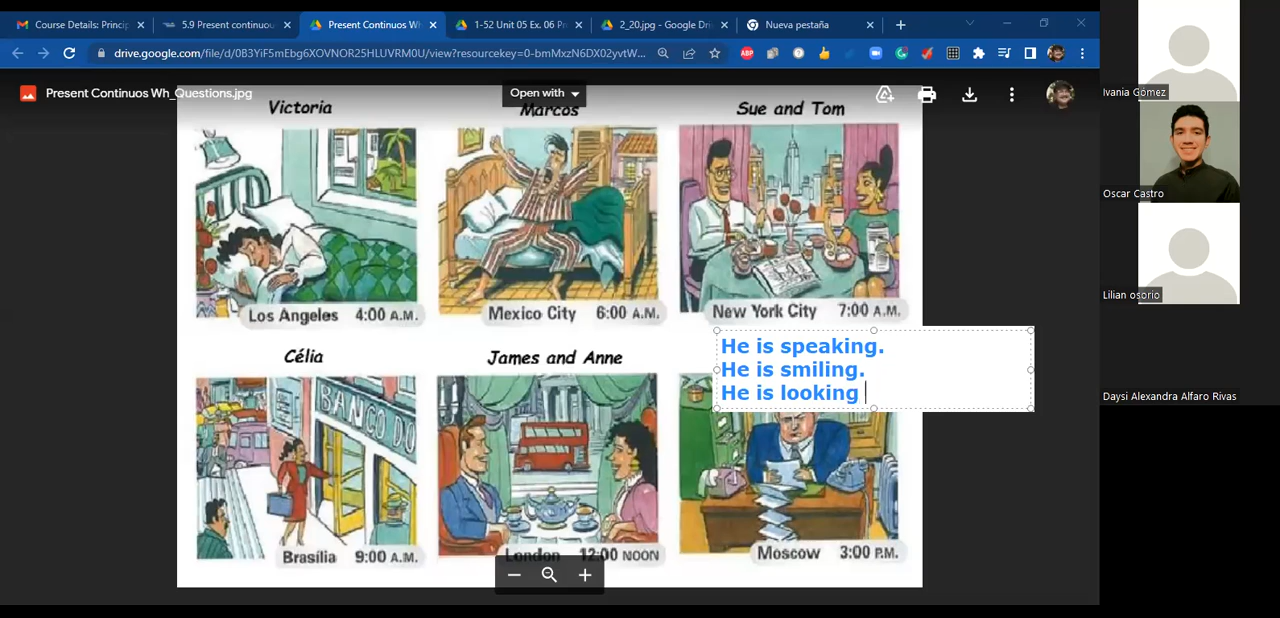 Course Details: Princip
5.9 Present continuou
Present Continuos Wh
1-52 Unit 05 Ex. 06 Pr
2_20.jpg - Google Dri
Nueva pestaña
drive.google.com/file/d/0B3YiF5mEbg6XOVNOR25HLUVRM0U/view?resourcekey=0-bmMxzN6DX02yvtW...
ABP
Present Continuos Wh_Questions.jpg
Open with
Victoria
Marcos
Sue and Tom
Los Angeles 4:00 A.M.
Mexico City 6:00 A.M.
New York City 7:00 A.M.
Célia
James and Anne
He is speaking.
He is smiling.
He is looking
BANCO DO
Brasília 9:00 A.M.
London 12:00 NOON
Moscow 3:00 P.M.
Ivania Gómez
Oscar Castro
Lilian osorio
Daysi Alexandra Alfaro Rivas